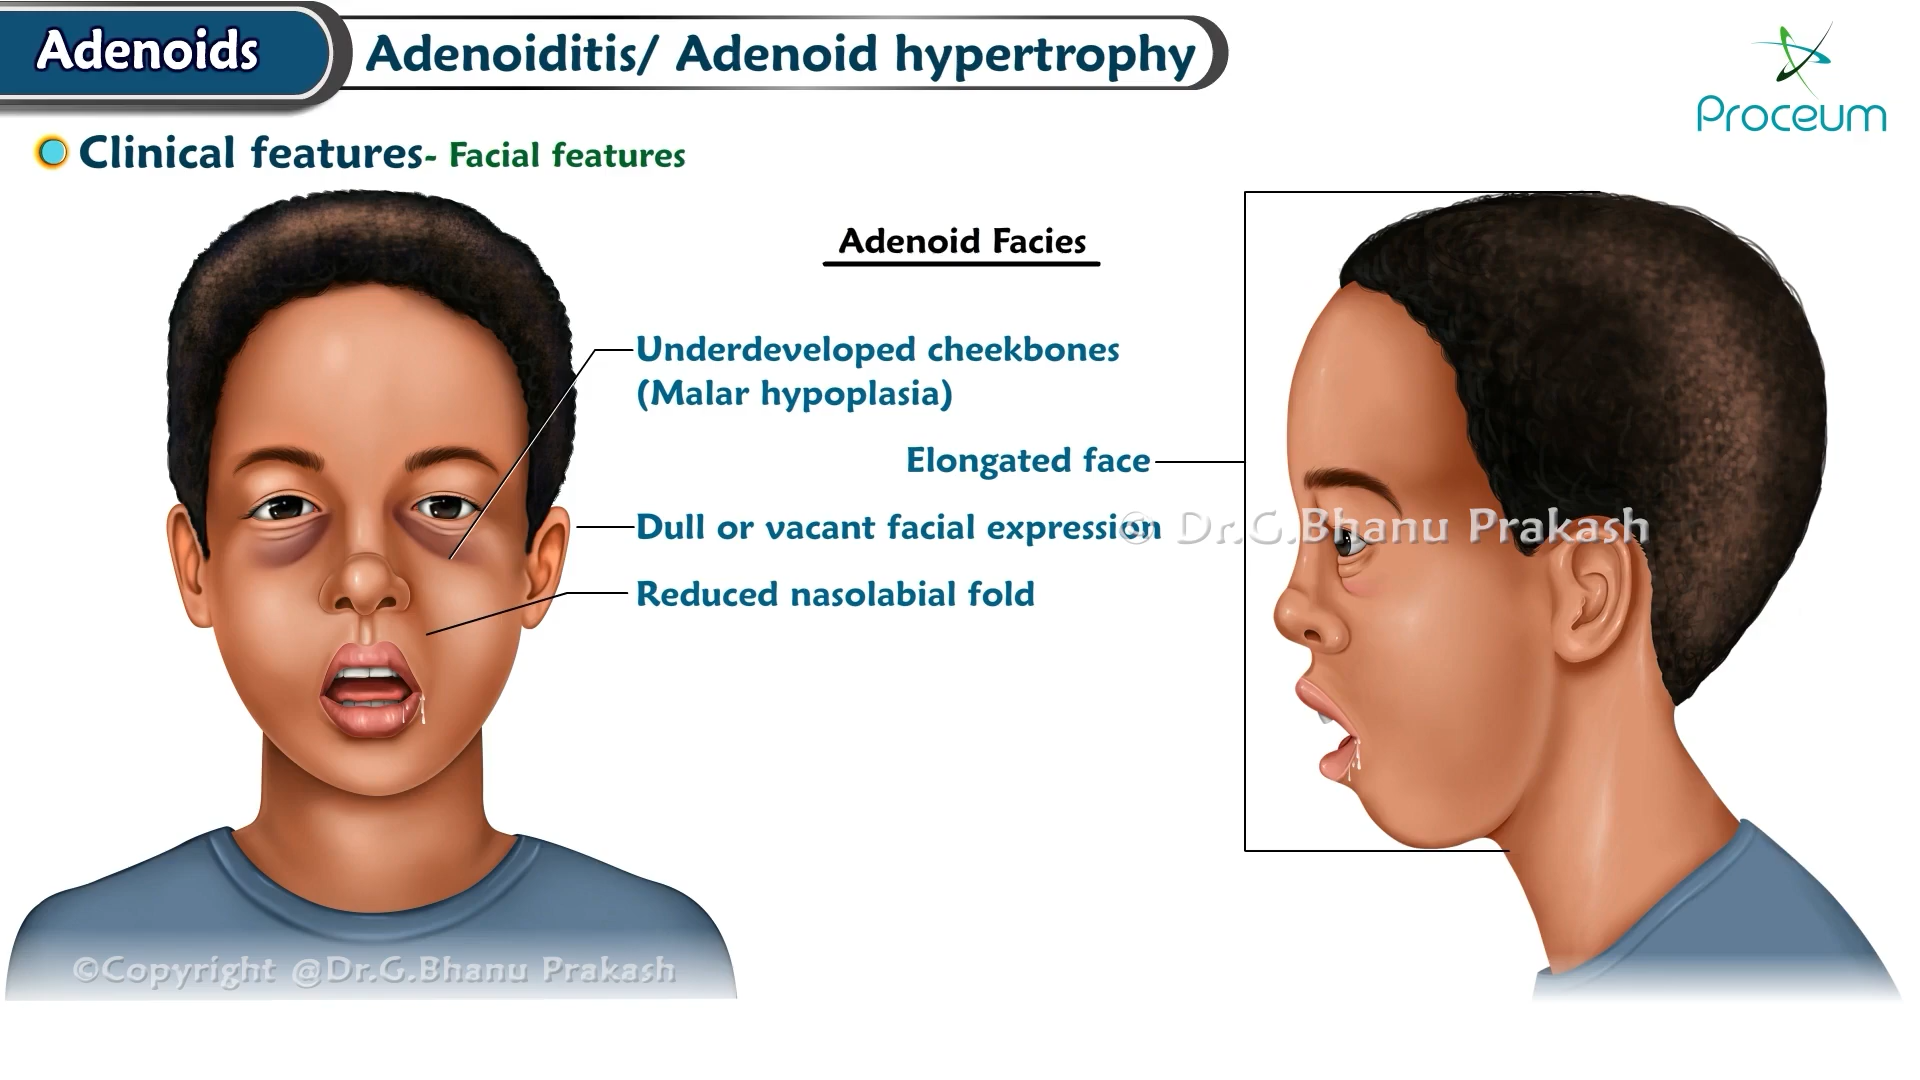 Adenoids
Adenoiditis/ Adenoid hypertrophy
Proceum
Clinical features- Facial features
Adenoid Facies
Underdeveloped cheekbones
(Malar hypoplasia)
Elongated face
Dull or vacant facial expression
© Dr.G.Bhanu Prakash
Reduced nasolabial fold
©Copyright @Dr.G.Bhanu Prakash